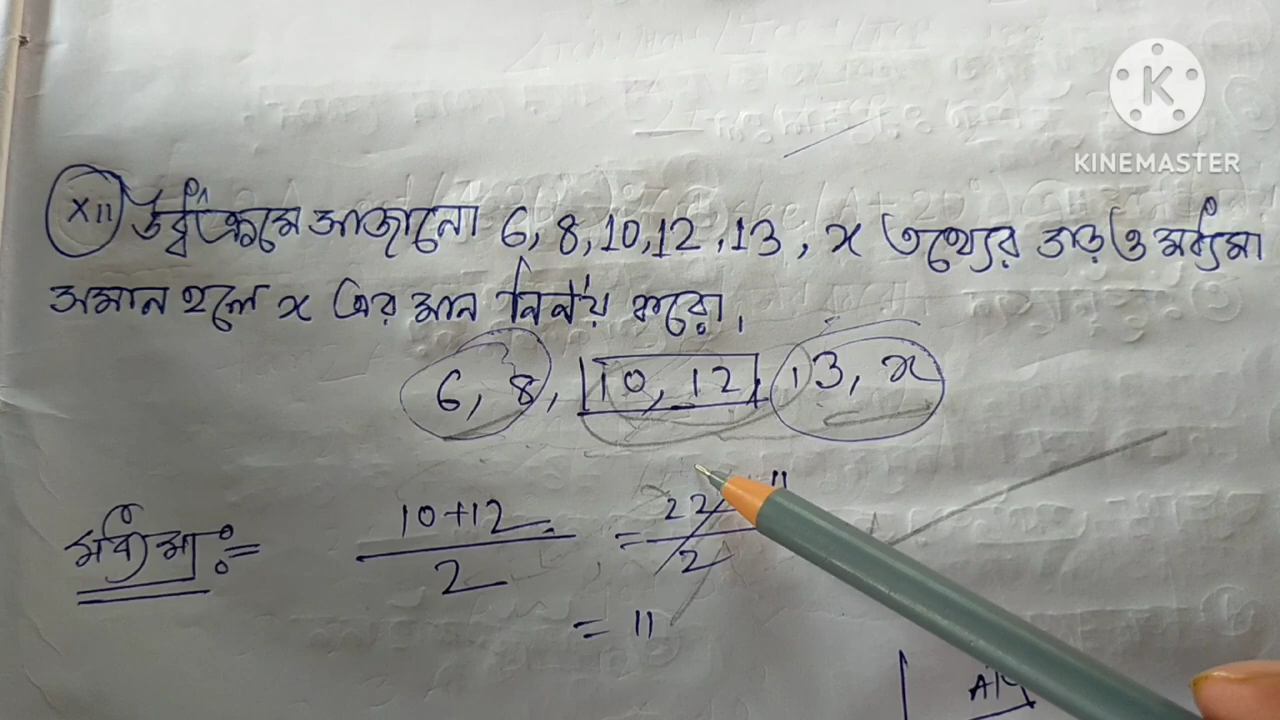 K
KINEMASTER
XII ঊর্ধ্বক্রমে সাজানো 6, 8, 10, 12, 13, x তথ্যের গড় ও মধ্যমা
সমান হলে x এর মান নির্ণয় করো।
6, 8, 10, 12, 13, x
মধ্যমা := 10+12 / 2 = 22 / 2 11
= 11